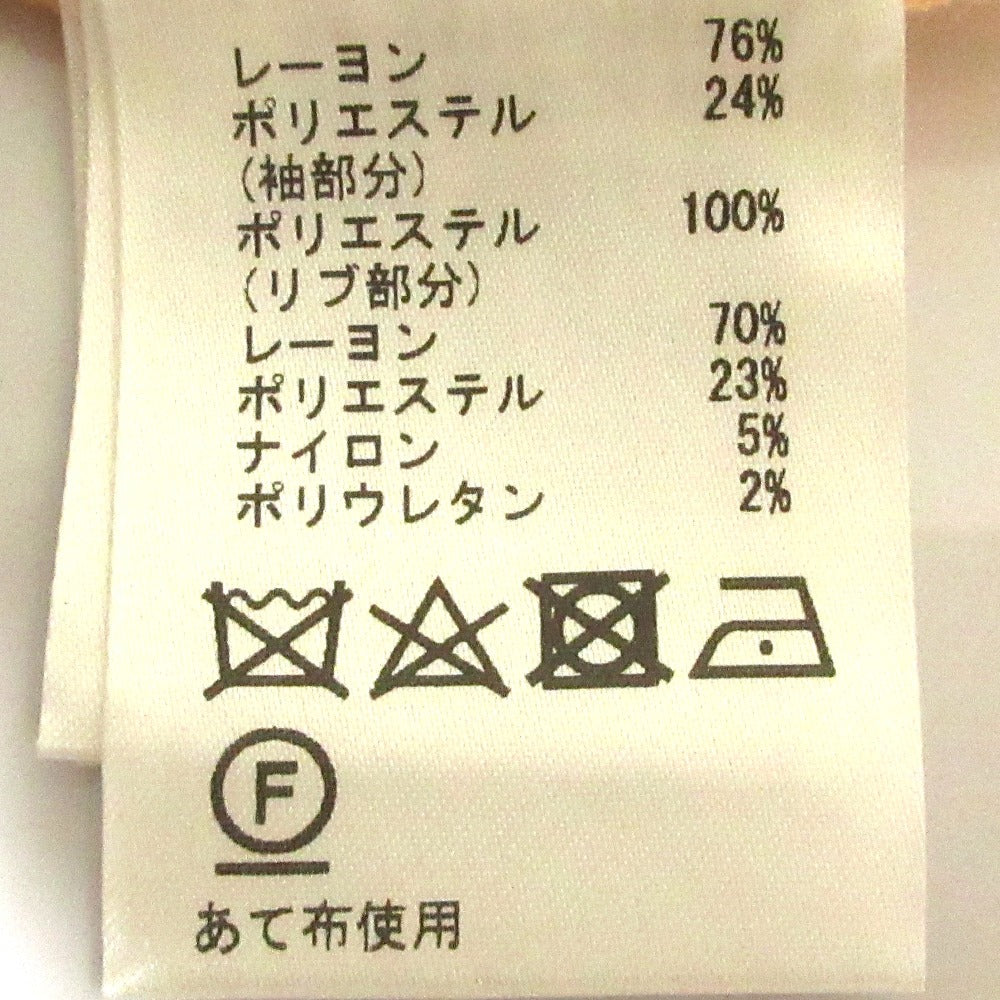 レーヨン 76%
ポリエステル 24%
(袖部分)
ポリエステル 100%
(リブ部分)
レーヨン 70%
ポリエステル 23%
ナイロン 5%
ポリウレタン 2%
F
あて布使用